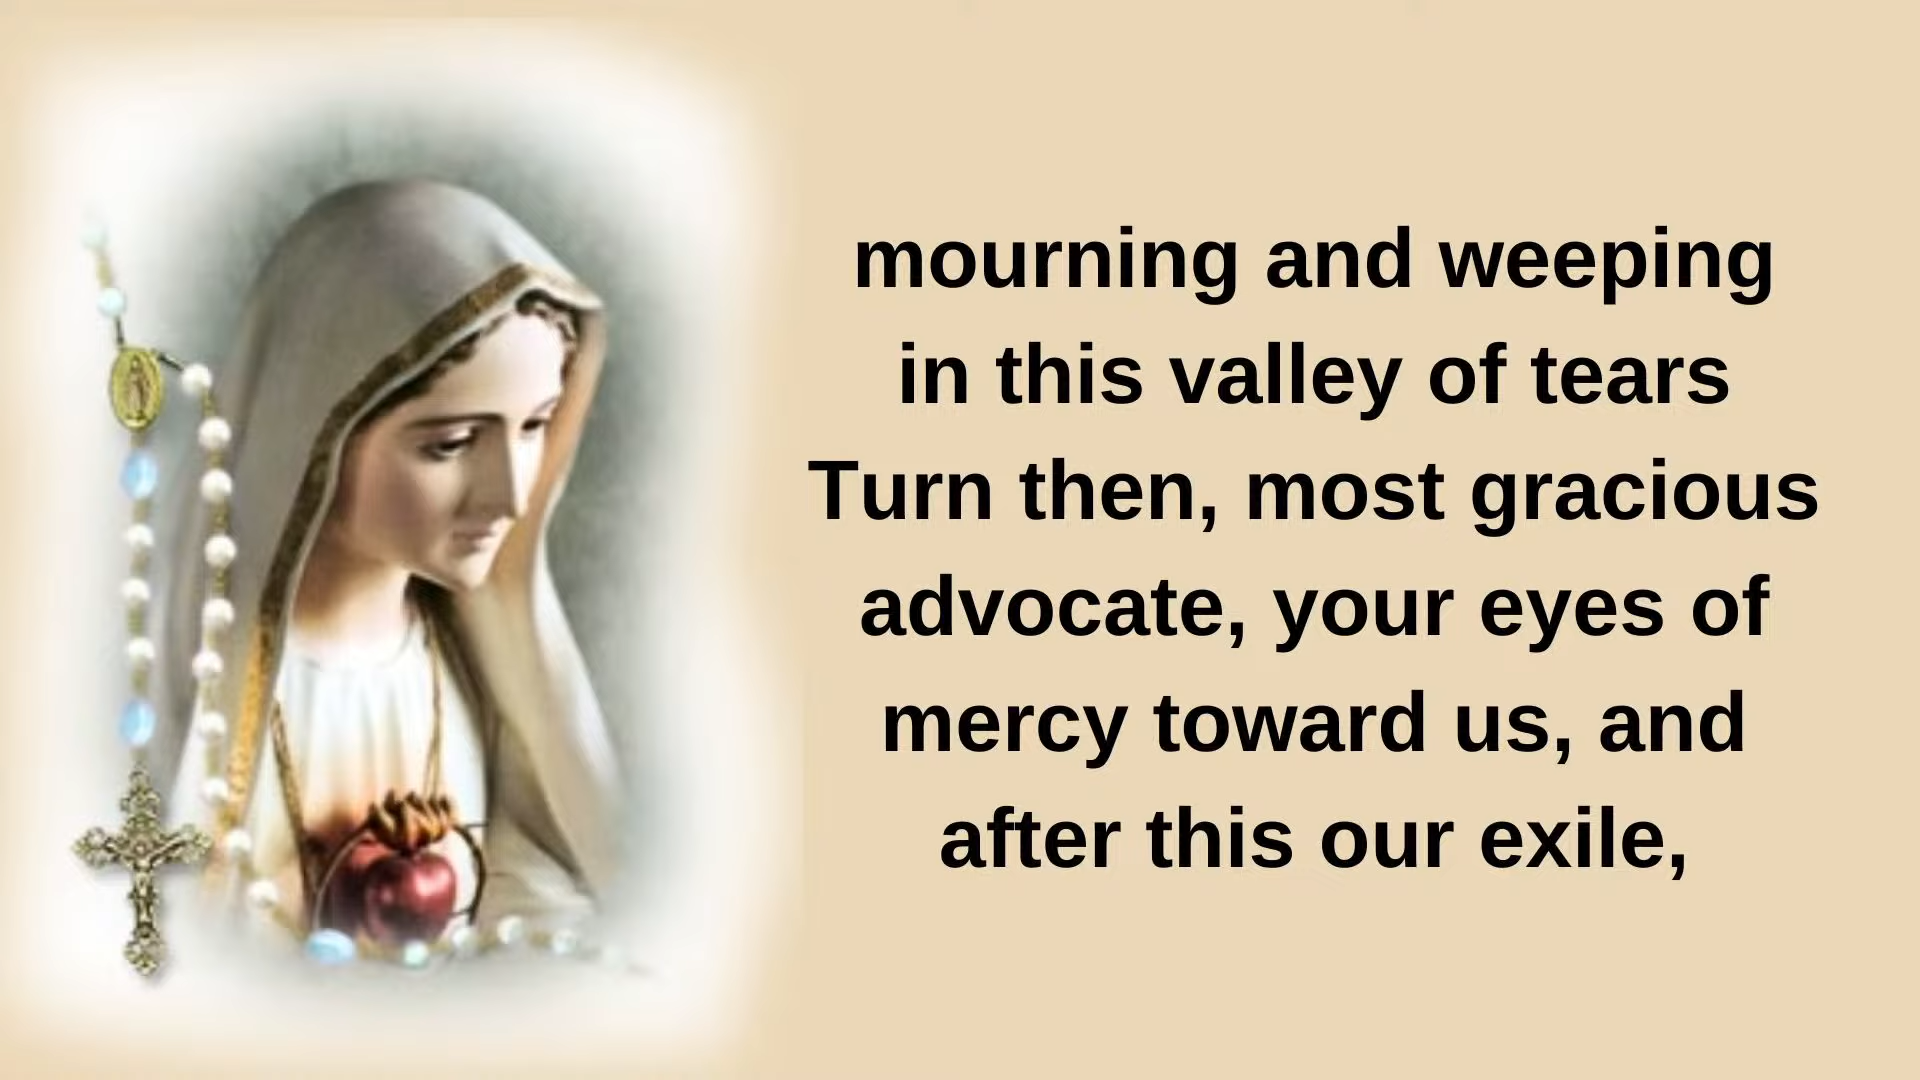 mourning and weeping
in this valley of tears
Turn then, most gracious
advocate, your eyes of
mercy toward us, and
after this our exile,